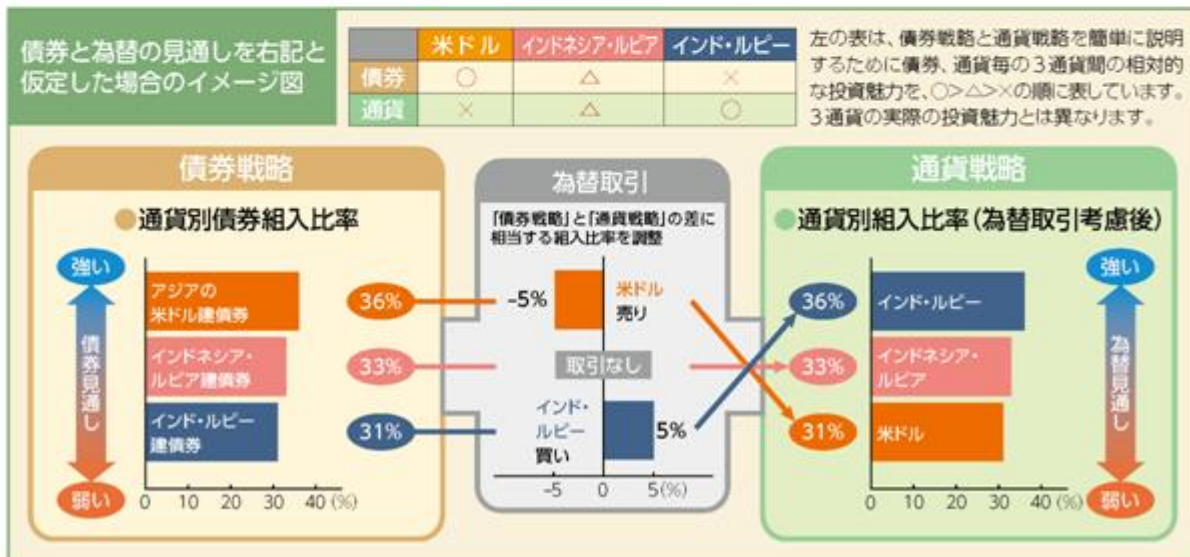 債券と為替の見通しを右記と
仮定した場合のイメージ図
米ドル インドネシア・ルピア インド・ルピー
債券 ○ △ ×
通貨 × △ ○
左の表は、債券戦略と通貨戦略を簡単に説明
するために債券、通貨毎の3通貨間の相対的
な投資魅力を、○>△>×の順に表しています。
3通貨の実際の投資魅力とは異なります。
債券戦略
●通貨別債券組入比率
強い
債券見通し
弱い
アジアの
米ドル建債券
インドネシア・
ルピア建債券
インド・ルピー
建債券
0 10 20 30 40 (%)
36%
33%
31%
為替取引
「債券戦略」と「通貨戦略」の差に
相当する組入比率を調整
-5%
米ドル
売り
取引なし
インド・
ルピー
買い
5%
-5 0 5(%)
通貨戦略
●通貨別組入比率(為替取引考慮後)
36%
33%
31%
インド・ルピー
インドネシア・
ルピア
米ドル
0 10 20 30 40 (%)
強い
為替見通し
弱い